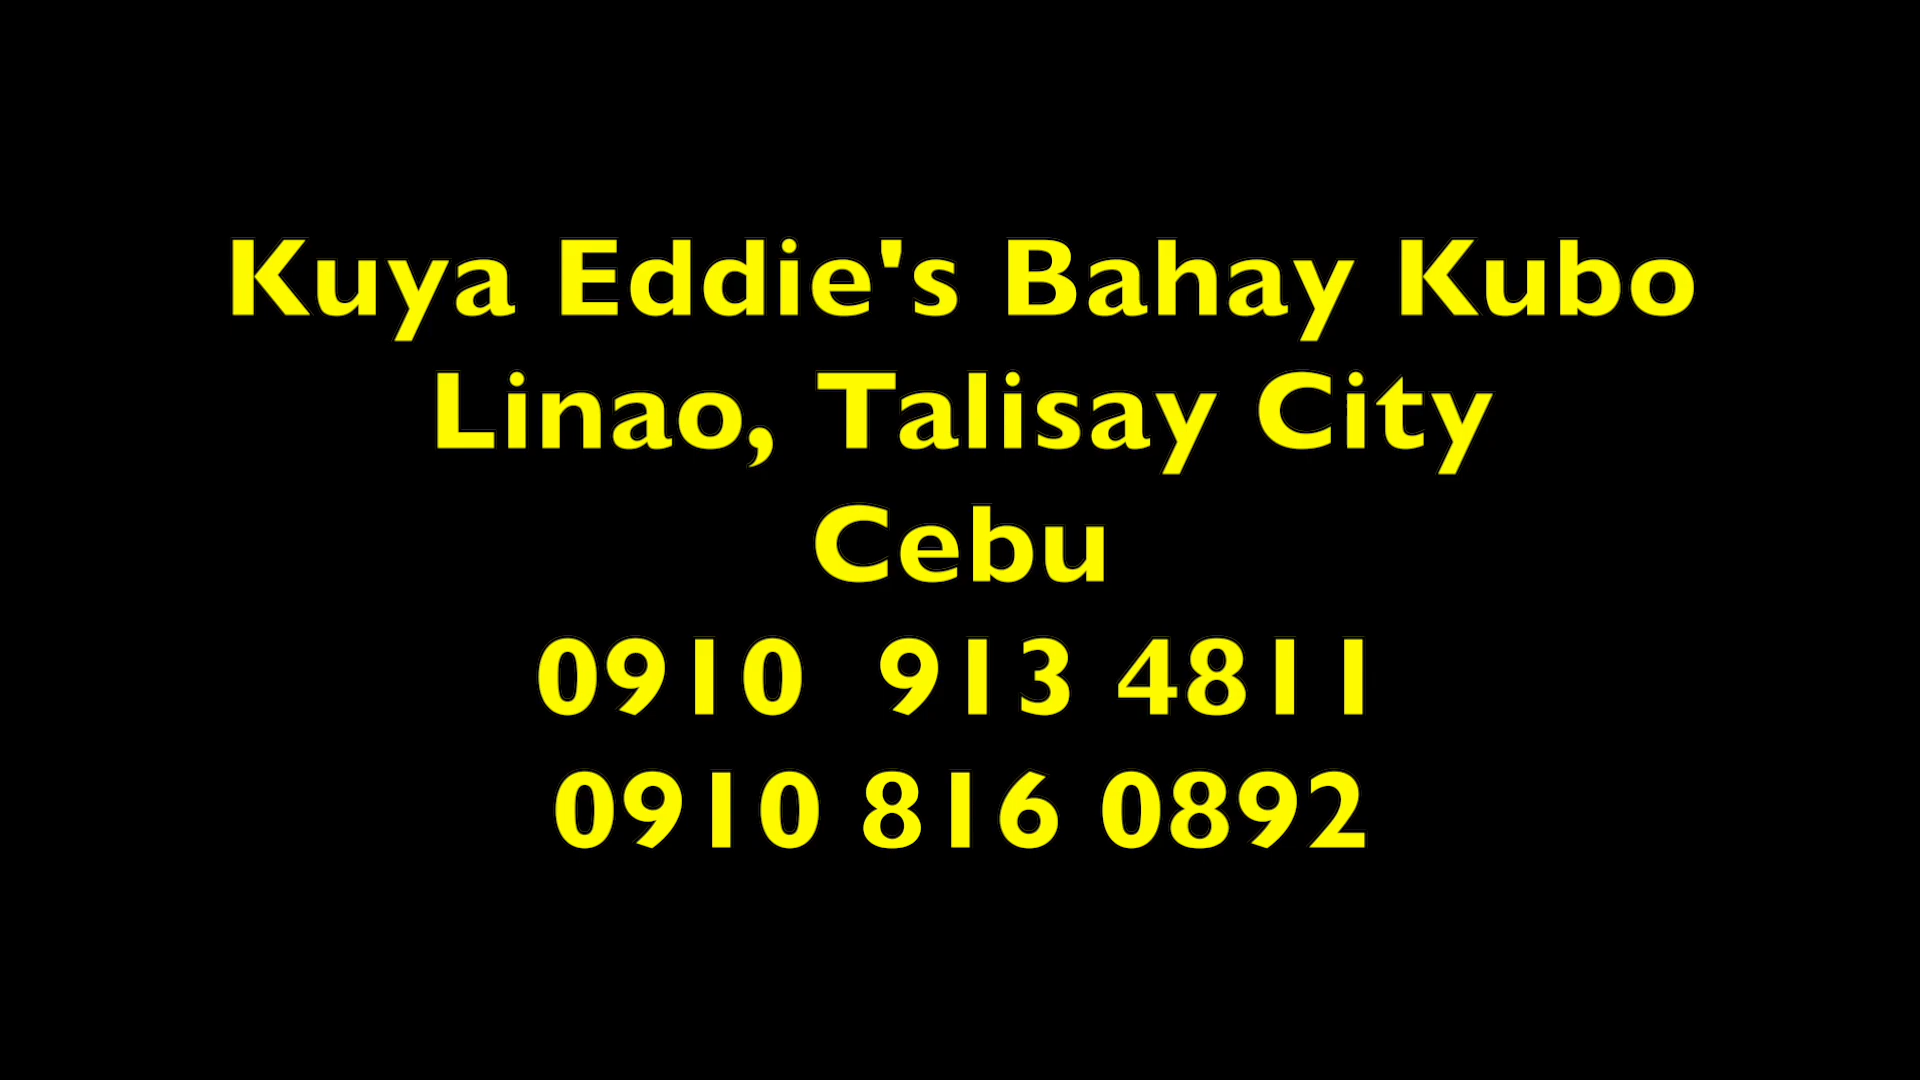 Kuya Eddie's Bahay Kubo
Linao, Talisay City
Cebu
0910  913 4811
0910 816 0892